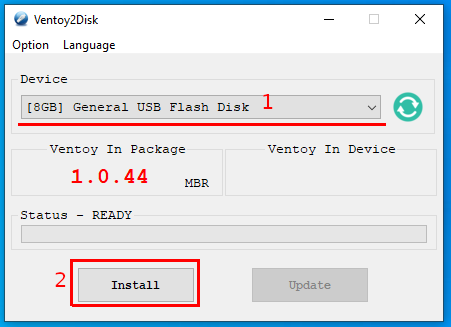 Ventoy2Disk
Option Language
Device
[8GB] General USB Flash Disk 1
Ventoy In Package Ventoy In Device
1.0.44 MBR
Status - READY
2 Install Update